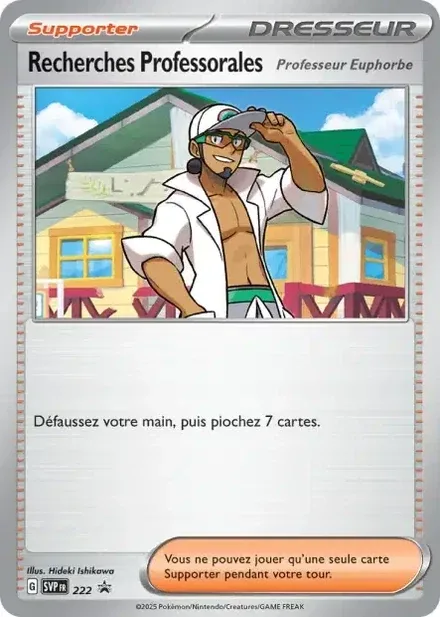 Supporter
DRESSEUR
Recherches Professorales
Professeur Euphorbe
Défaussez votre main, puis piochez 7 cartes.
Illus. Hideki Ishikawa
Vous ne pouvez jouer qu'une seule carte
Supporter pendant votre tour.
G SVP FR 222
©2025 Pokémon/Nintendo/Creatures/GAME FREAK